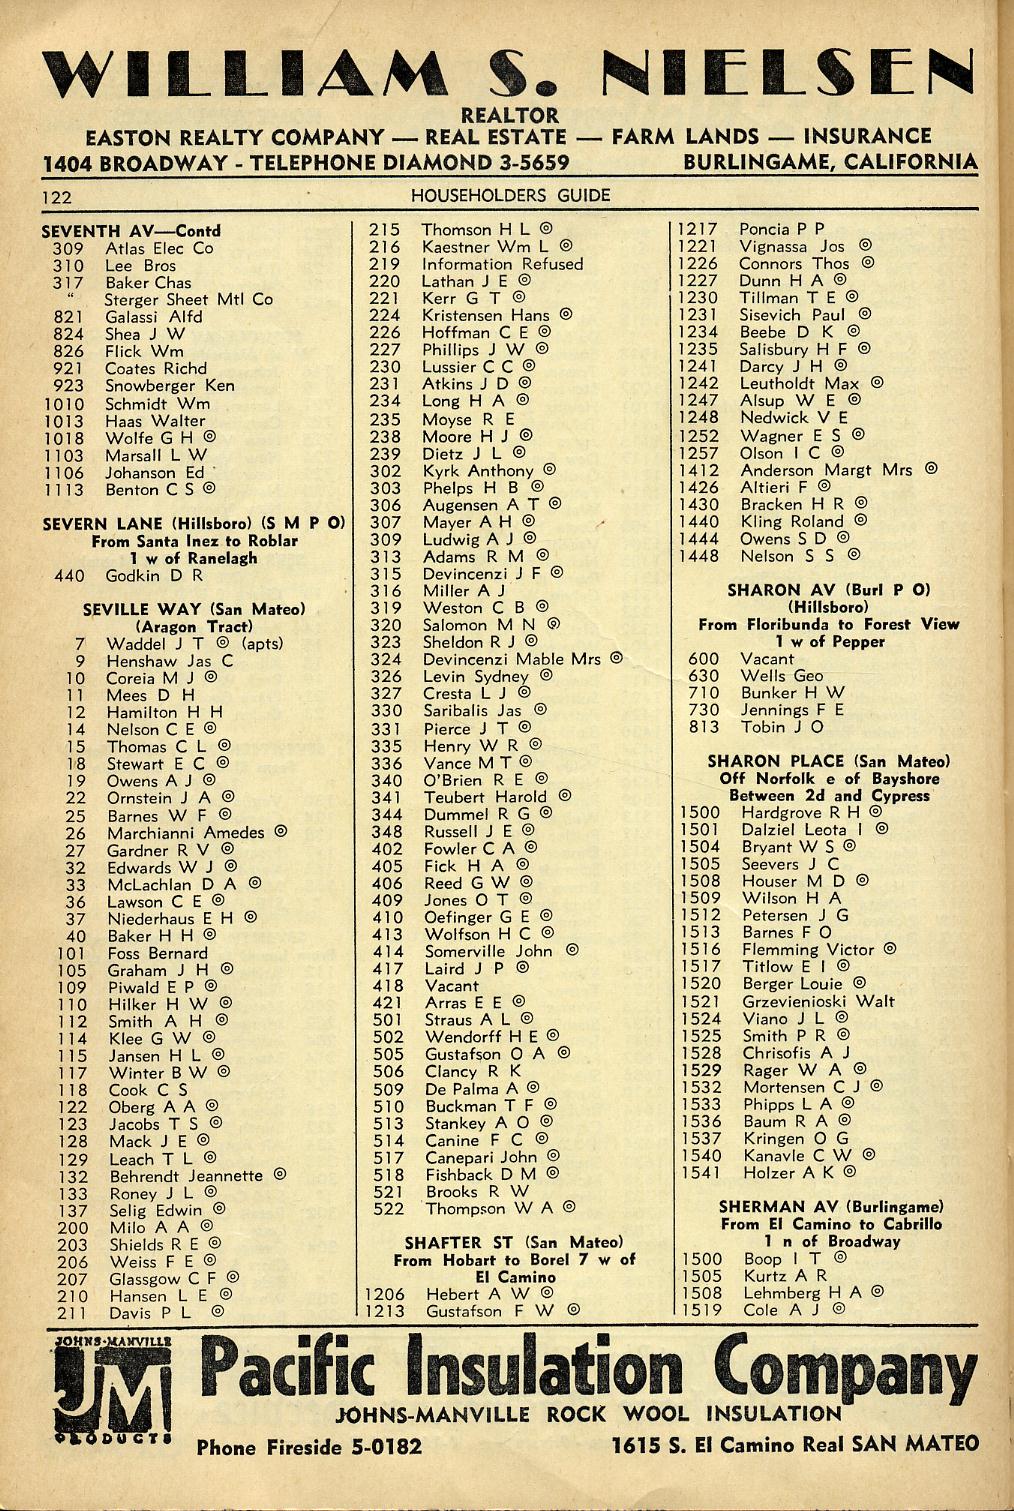 WILLIAM S. NIELSEN
REALTOR
EASTON REALTY COMPANY — REAL ESTATE — FARM LANDS — INSURANCE
1404 BROADWAY - TELEPHONE DIAMOND 3-5659 BURLINGAME, CALIFORNIA
122 HOUSEHOLDERS GUIDE
SEVENTH AV—Contd
309 Atlas Elec Co
310 Lee Bros
317 Baker Chas
" Sterger Sheet Mtl Co
821 Galassi Alfd
824 Shea J W
826 Flick Wm
921 Coates Richd
923 Snowberger Ken
1010 Schmidt Wm
1013 Haas Walter
1018 Wolfe G H ⓞ
1103 Marsall L W
1106 Johanson Ed
1113 Benton C S ⓞ
SEVERN LANE (Hillsboro) (S M P O)
From Santa Inez to Roblar
1 w of Ranelagh
440 Godkin D R
SEVILLE WAY (San Mateo)
(Aragon Tract)
7 Waddel J T ⓞ (apts)
9 Henshaw Jas C
10 Coreia M J ⓞ
11 Mees D H
12 Hamilton H H
14 Nelson C E ⓞ
15 Thomas C L ⓞ
18 Stewart E C ⓞ
19 Owens A J ⓞ
22 Ornstein J A ⓞ
25 Barnes W F ⓞ
26 Marchianni Amedes ⓞ
27 Gardner R V ⓞ
32 Edwards W J ⓞ
33 McLachlan D A ⓞ
36 Lawson C E ⓞ
37 Niederhaus E H ⓞ
40 Baker H H ⓞ
101 Foss Bernard
105 Graham J H ⓞ
109 Piwald E P ⓞ
110 Hilker H W ⓞ
112 Smith A H ⓞ
114 Klee G W ⓞ
115 Jansen H L ⓞ
117 Winter B W ⓞ
118 Cook C S
122 Oberg A A ⓞ
123 Jacobs T S ⓞ
128 Mack J E ⓞ
129 Leach T L ⓞ
132 Behrendt Jeannette ⓞ
133 Roney J L ⓞ
137 Selig Edwin ⓞ
200 Milo A A ⓞ
203 Shields R E ⓞ
206 Weiss F E ⓞ
207 Glassgow C F ⓞ
210 Hansen L E ⓞ
211 Davis P L ⓞ
215 Thomson H L ⓞ
216 Kaestner Wm L ⓞ
219 Information Refused
220 Lathan J E ⓞ
221 Kerr G T ⓞ
224 Kristensen Hans ⓞ
226 Hoffman C E ⓞ
227 Phillips J W ⓞ
230 Lussier C C ⓞ
231 Atkins J D ⓞ
234 Long H A ⓞ
235 Moyse R E
238 Moore H J ⓞ
239 Dietz J L ⓞ
302 Kyrk Anthony ⓞ
303 Phelps H B ⓞ
306 Augensen A T ⓞ
307 Mayer A H ⓞ
309 Ludwig A J ⓞ
313 Adams R M ⓞ
315 Devincenzi J F ⓞ
316 Miller A J
319 Weston C B ⓞ
320 Salomon M N ⓞ
323 Sheldon R J ⓞ
324 Devincenzi Mable Mrs ⓞ
326 Levin Sydney ⓞ
327 Cresta L J ⓞ
330 Saribalis Jas ⓞ
331 Pierce J T ⓞ
335 Henry W R ⓞ
336 Vance M T ⓞ
340 O'Brien R E ⓞ
341 Teubert Harold ⓞ
344 Dummel R G ⓞ
348 Russell J E ⓞ
402 Fowler C A ⓞ
405 Fick H A ⓞ
406 Reed G W ⓞ
409 Jones O T ⓞ
410 Oefinger G E ⓞ
413 Wolfson H C ⓞ
414 Somerville John ⓞ
417 Laird J P ⓞ
418 Vacant
421 Arras E E ⓞ
501 Straus A L ⓞ
502 Wendorff H E ⓞ
505 Gustafson O A ⓞ
506 Clancy R K
509 De Palma A ⓞ
510 Buckman T F ⓞ
513 Stankey A O ⓞ
514 Canine F C ⓞ
517 Canepari John ⓞ
518 Fishback D M ⓞ
521 Brooks R W
522 Thompson W A ⓞ
SHAFTER ST (San Mateo)
From Hobart to Borel 7 w of
El Camino
1206 Hebert A W ⓞ
1213 Gustafson F W ⓞ
1217 Poncia P P
1221 Vignassa Jos ⓞ
1226 Connors Thos ⓞ
1227 Dunn H A ⓞ
1230 Tillman T E ⓞ
1231 Sisevich Paul ⓞ
1234 Beebe D K ⓞ
1235 Salisbury H F ⓞ
1241 Darcy J H ⓞ
1242 Leutholdt Max ⓞ
1247 Alsup W E ⓞ
1248 Nedwick V E
1252 Wagner E S ⓞ
1257 Olson I C ⓞ
1412 Anderson Margt Mrs ⓞ
1426 Altieri F ⓞ
1430 Bracken H R ⓞ
1440 Kling Roland ⓞ
1444 Owens S D ⓞ
1448 Nelson S S ⓞ
SHARON AV (Burl P O)
(Hillsboro)
From Floribunda to Forest View
1 w of Pepper
600 Vacant
630 Wells Geo
710 Bunker H W
730 Jennings F E
813 Tobin J O
SHARON PLACE (San Mateo)
Off Norfolk e of Bayshore
Between 2d and Cypress
1500 Hardgrove R H ⓞ
1501 Dalziel Leota I ⓞ
1504 Bryant W S ⓞ
1505 Seevers J C
1508 Houser M D ⓞ
1509 Wilson H A
1512 Petersen J G
1513 Barnes F O
1516 Flemming Victor ⓞ
1517 Titlow E I ⓞ
1520 Berger Louie ⓞ
1521 Grzevienioski Walt
1524 Viano J L ⓞ
1525 Smith P R ⓞ
1528 Chrisofis A J
1529 Rager W A ⓞ
1532 Mortensen C J ⓞ
1533 Phipps L A ⓞ
1536 Baum R A ⓞ
1537 Kringen O G
1540 Kanavle C W ⓞ
1541 Holzer A K ⓞ
SHERMAN AV (Burlingame)
From El Camino to Cabrillo
1 n of Broadway
1500 Boop I T ⓞ
1505 Kurtz A R
1508 Lehmberg H A ⓞ
1519 Cole A J ⓞ
JOHNS-MANVILLE
JM
PRODUCTS
Pacific Insulation Company
JOHNS-MANVILLE ROCK WOOL INSULATION
Phone Fireside 5-0182 1615 S. El Camino Real SAN MATEO